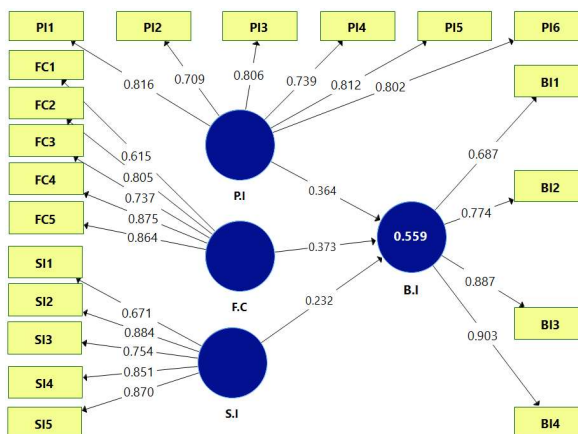 PI1
PI2
PI3
PI4
PI5
PI6
FC1
FC2
FC3
FC4
FC5
SI1
SI2
SI3
SI4
SI5
BI1
BI2
BI3
BI4
0.816
0.709
0.806
0.739
0.812
0.802
0.615
0.805
0.737
0.875
0.864
0.671
0.884
0.754
0.851
0.870
P.I
F.C
S.I
0.364
0.373
0.232
0.559
B.I
0.687
0.774
0.887
0.903